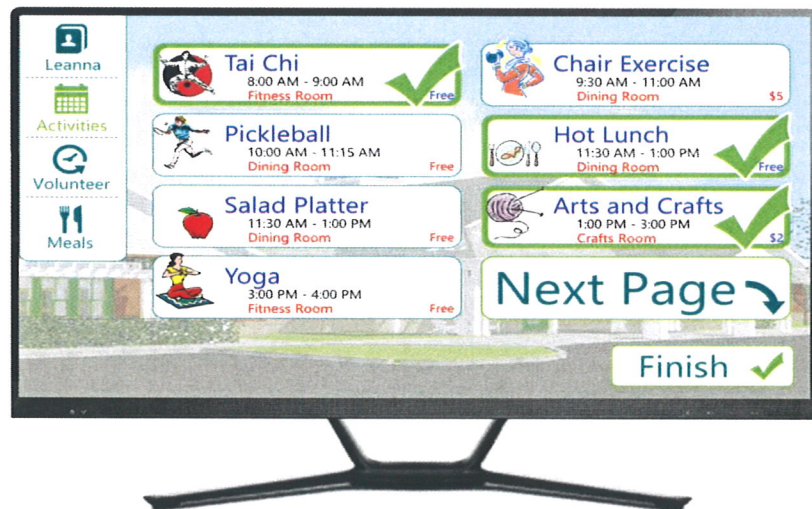 Leanna
Activities
Volunteer
Meals
Tai Chi
8:00 AM - 9:00 AM
Fitness Room
Free
Chair Exercise
9:30 AM - 11:00 AM
Dining Room
$5
Pickleball
10:00 AM - 11:15 AM
Dining Room
Free
Hot Lunch
11:30 AM - 1:00 PM
Dining Room
Free
Salad Platter
11:30 AM - 1:00 PM
Dining Room
Free
Arts and Crafts
1:00 PM - 3:00 PM
Crafts Room
$2
Yoga
3:00 PM - 4:00 PM
Fitness Room
Free
Next Page
Finish